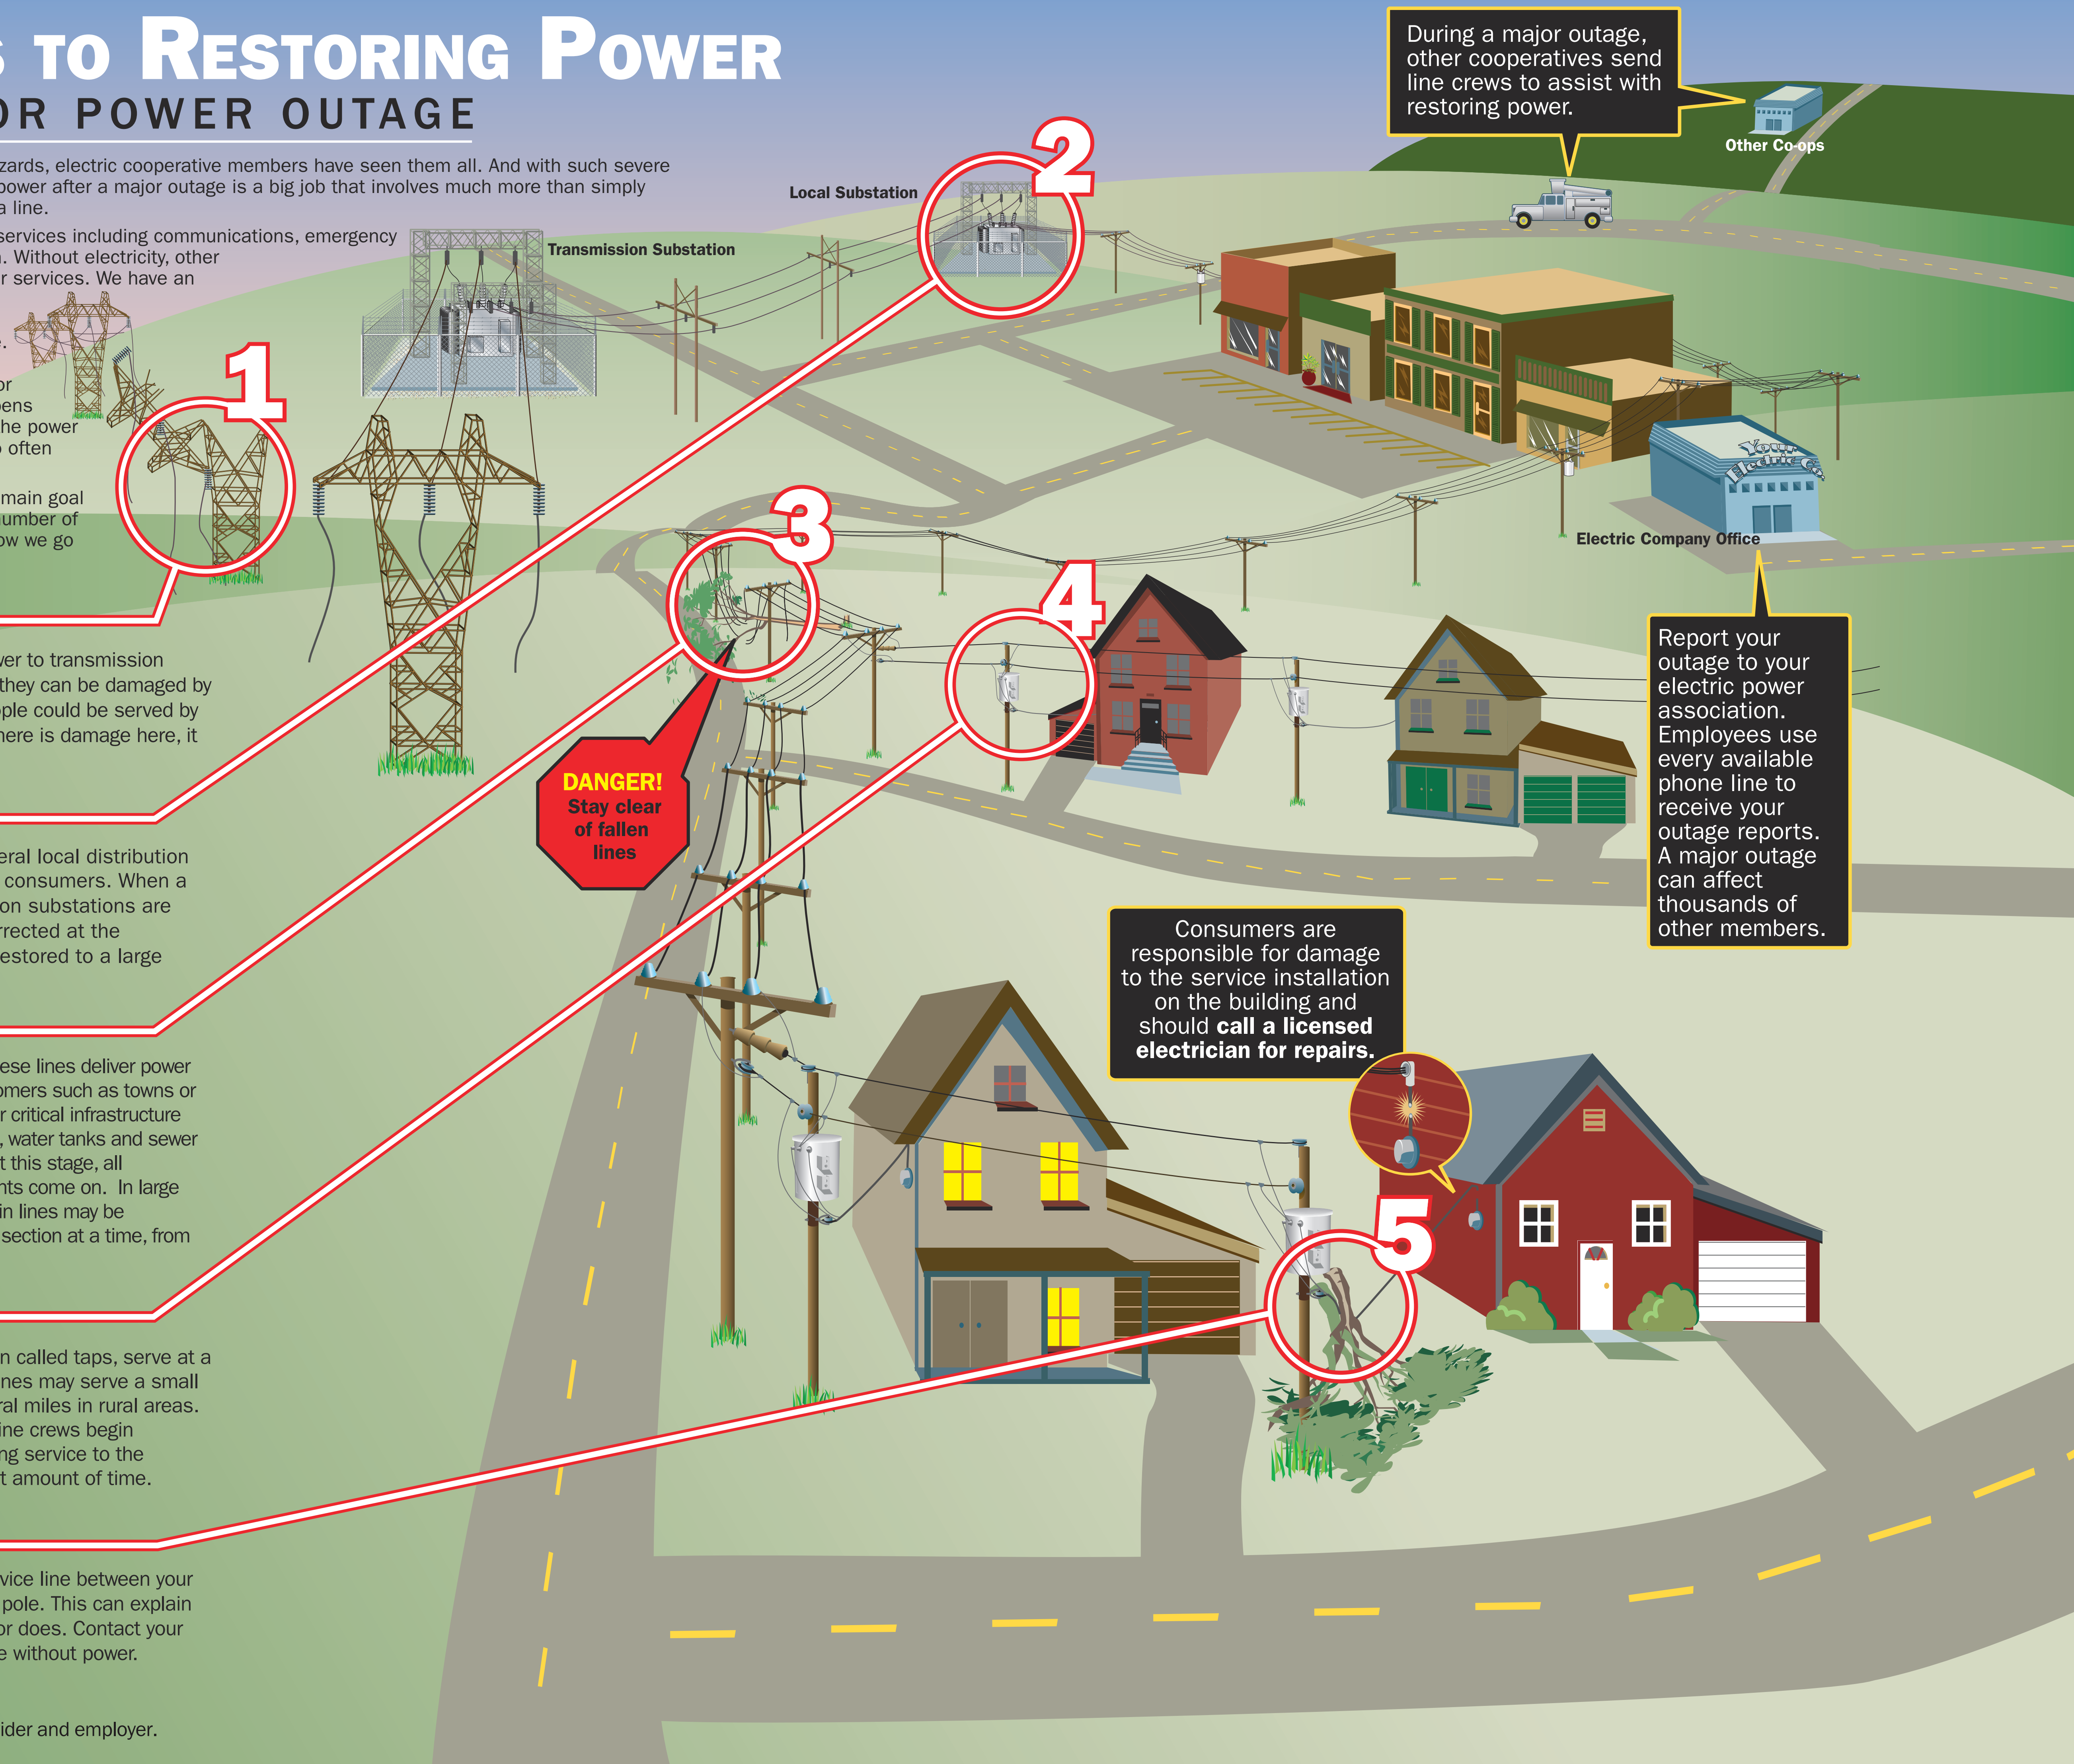 TO RESTORING POWER
OR POWER OUTAGE
zards, electric cooperative members have seen them all. And with such severe
power after a major outage is a big job that involves much more than simply
a line.
services including communications, emergency
. Without electricity, other
r services. We have an
.
or
pens
the power
often
main goal
number of
ow we go
1
wer to transmission
they can be damaged by
ople could be served by
here is damage here, it
2
eral local distribution
consumers. When a
on substations are
rrected at the
estored to a large
3
ese lines deliver power
omers such as towns or
r critical infrastructure
, water tanks and sewer
t this stage, all
nts come on. In large
in lines may be
section at a time, from
4
n called taps, serve at a
nes may serve a small
ral miles in rural areas.
ine crews begin
ng service to the
t amount of time.
5
vice line between your
pole. This can explain
or does. Contact your
e without power.
ider and employer.
Transmission Substation
Local Substation
During a major outage,
other cooperatives send
line crews to assist with
restoring power.
Other Co-ops
Your
Electric Co.
Electric Company Office
Report your
outage to your
electric power
association.
Employees use
every available
phone line to
receive your
outage reports.
A major outage
can affect
thousands of
other members.
DANGER!
Stay clear
of fallen
lines
Consumers are
responsible for damage
to the service installation
on the building and
should call a licensed
electrician for repairs.